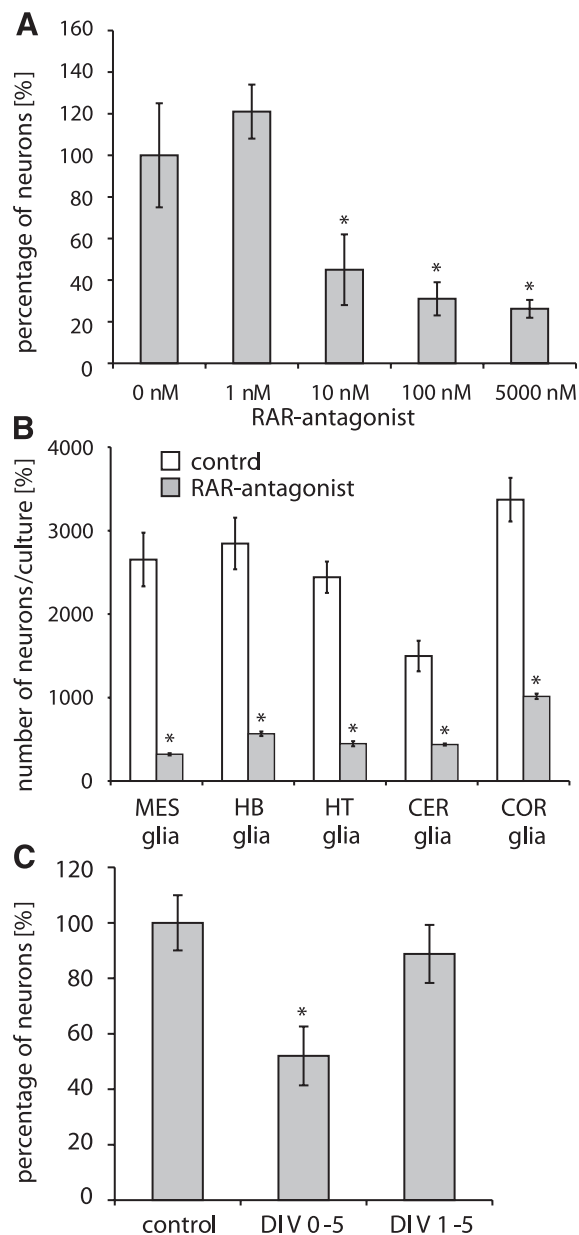 A
percentage of neurons [%]
160
140
120
100
80
60
40
20
0
*
*
*
0 nM 1 nM 10 nM 100 nM 5000 nM
RAR-antagonist
B
number of neurons/culture [%]
4000
3000
2000
1000
0
contrd
RAR-antagonist
*
*
*
*
*
MES HB HT CER COR
glia glia glia glia glia
C
percentage of neurons [%]
120
100
80
60
40
20
0
*
control DIV 0-5 DIV 1-5